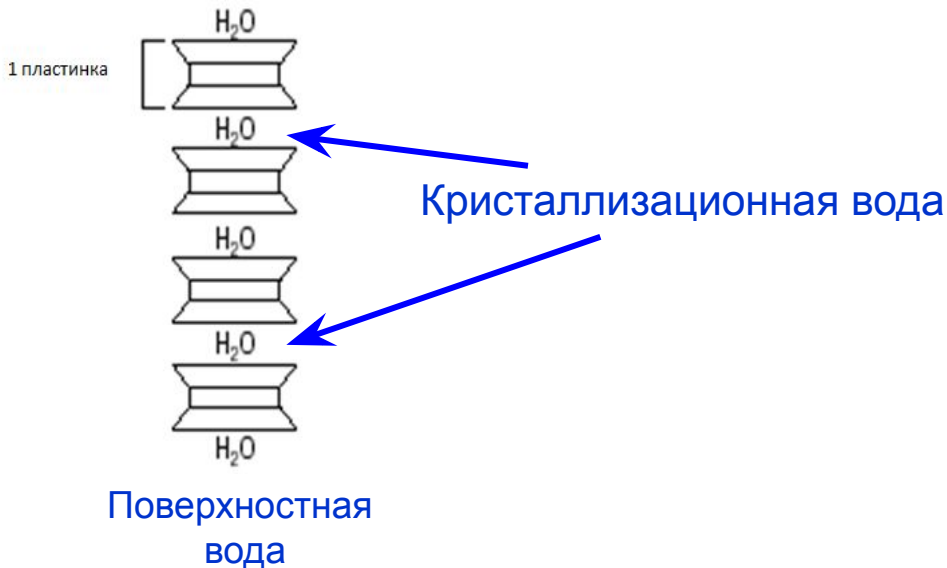 H₂O
1 пластинка
H₂O
Кристаллизационная вода
H₂O
H₂O
H₂O
Поверхностная
вода